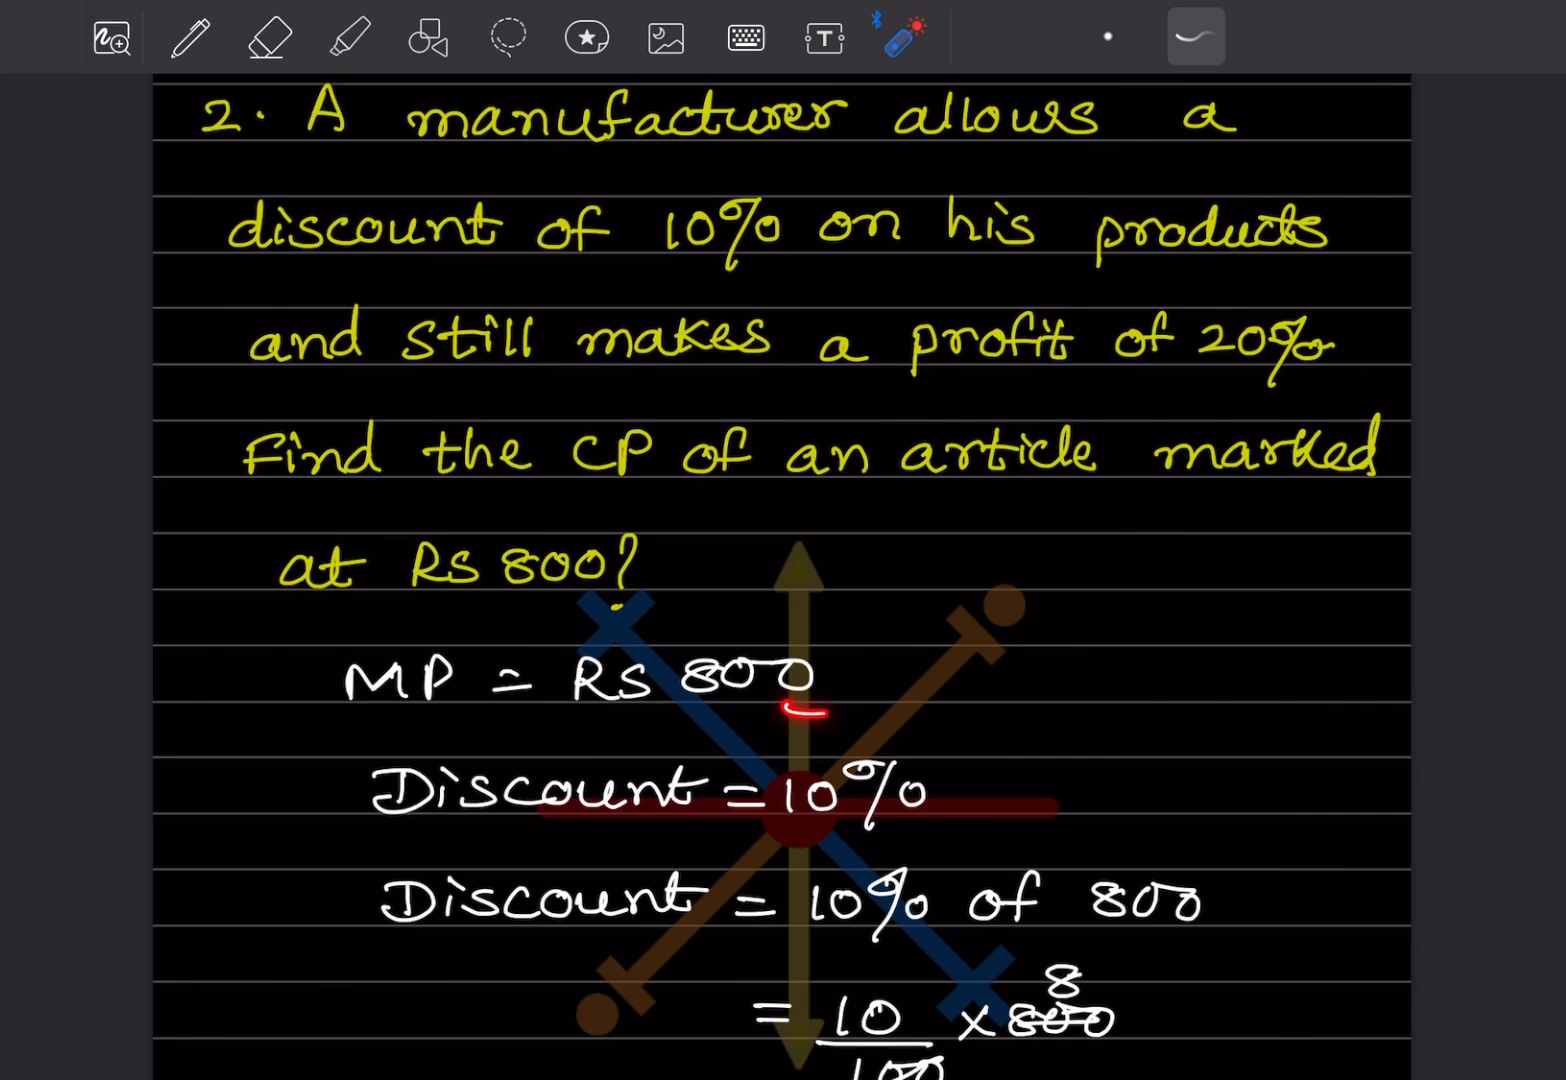 2. A manufacturer allows a
discount of 10% on his products
and still makes a profit of 20%
Find the CP of an article marked
at Rs 800?
MP = Rs 800
Discount = 10%
Discount = 10% of 800
8
= 10 × 800
100